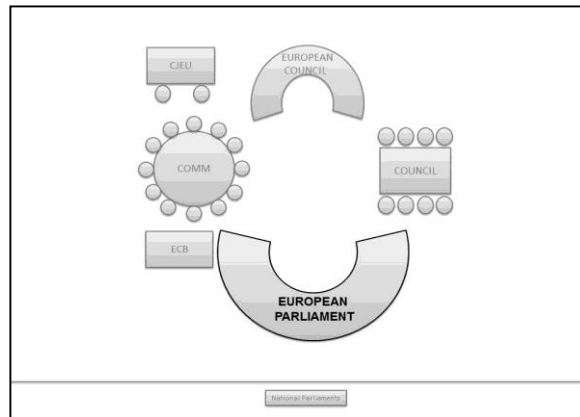 CJEU
EUROPEAN
COUNCIL
COMM
COUNCIL
ECB
EUROPEAN
PARLIAMENT
National Parliaments